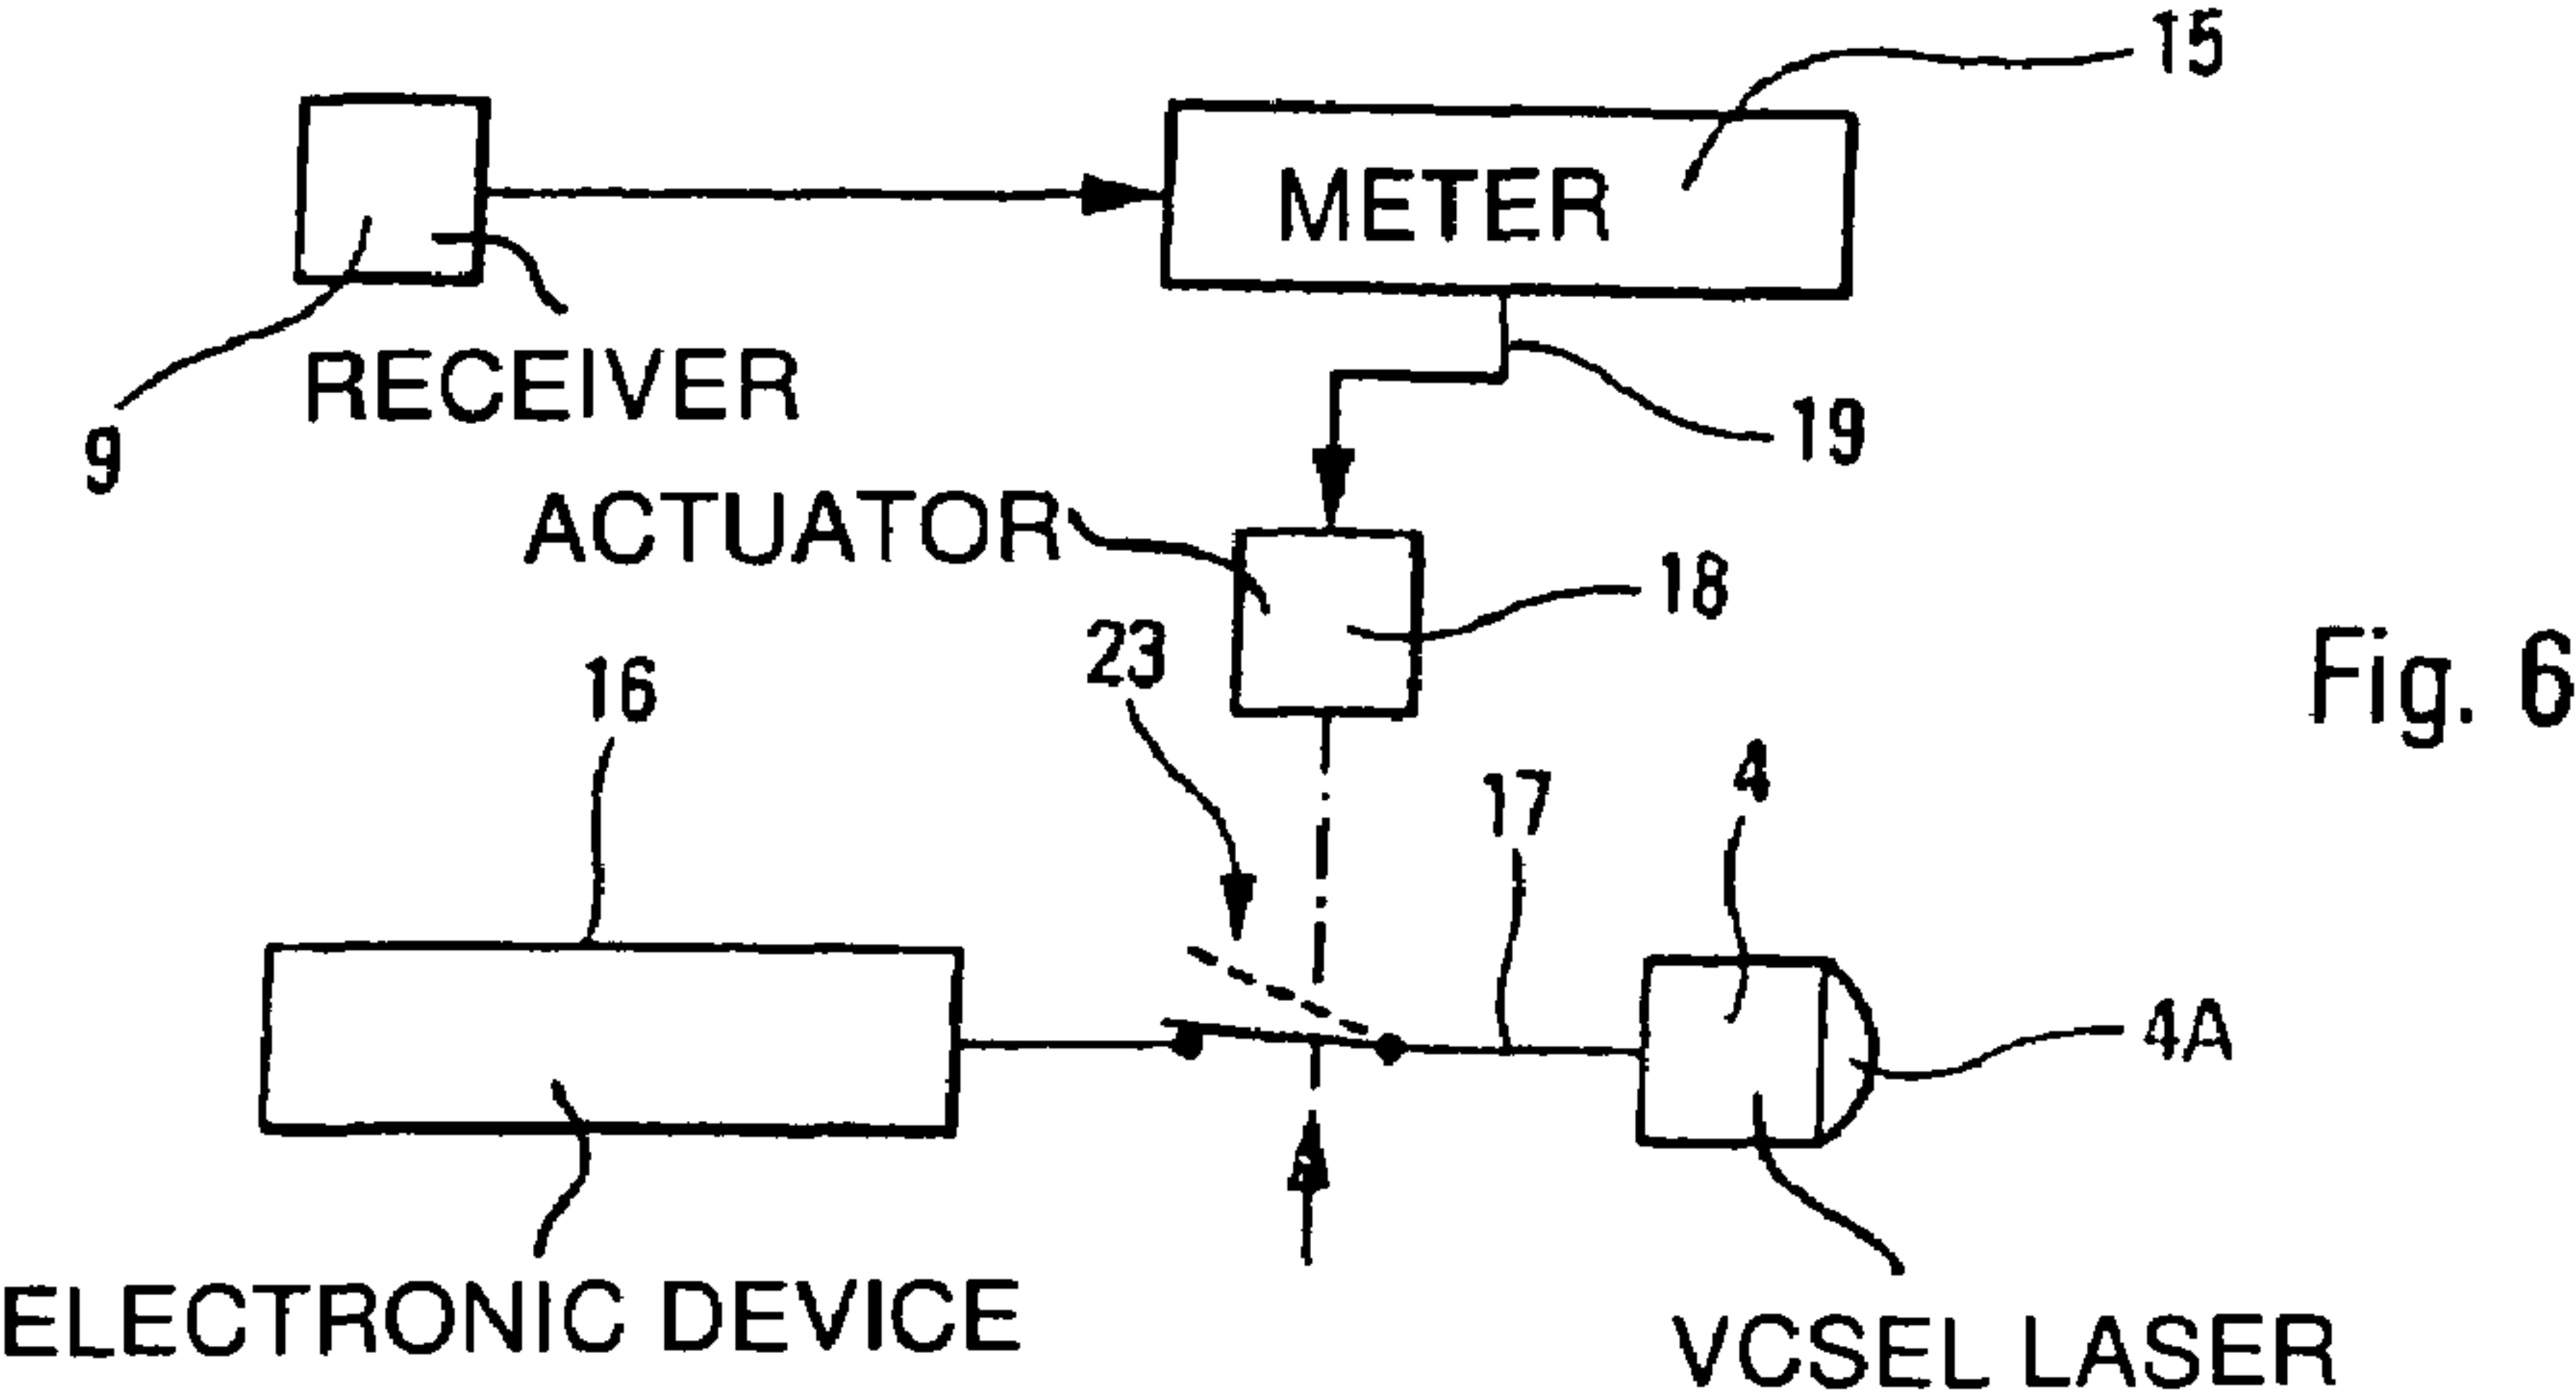 15
METER
RECEIVER
9
19
ACTUATOR
18
23
16
Fig. 6
4
17
4A
ELECTRONIC DEVICE
VCSEL LASER